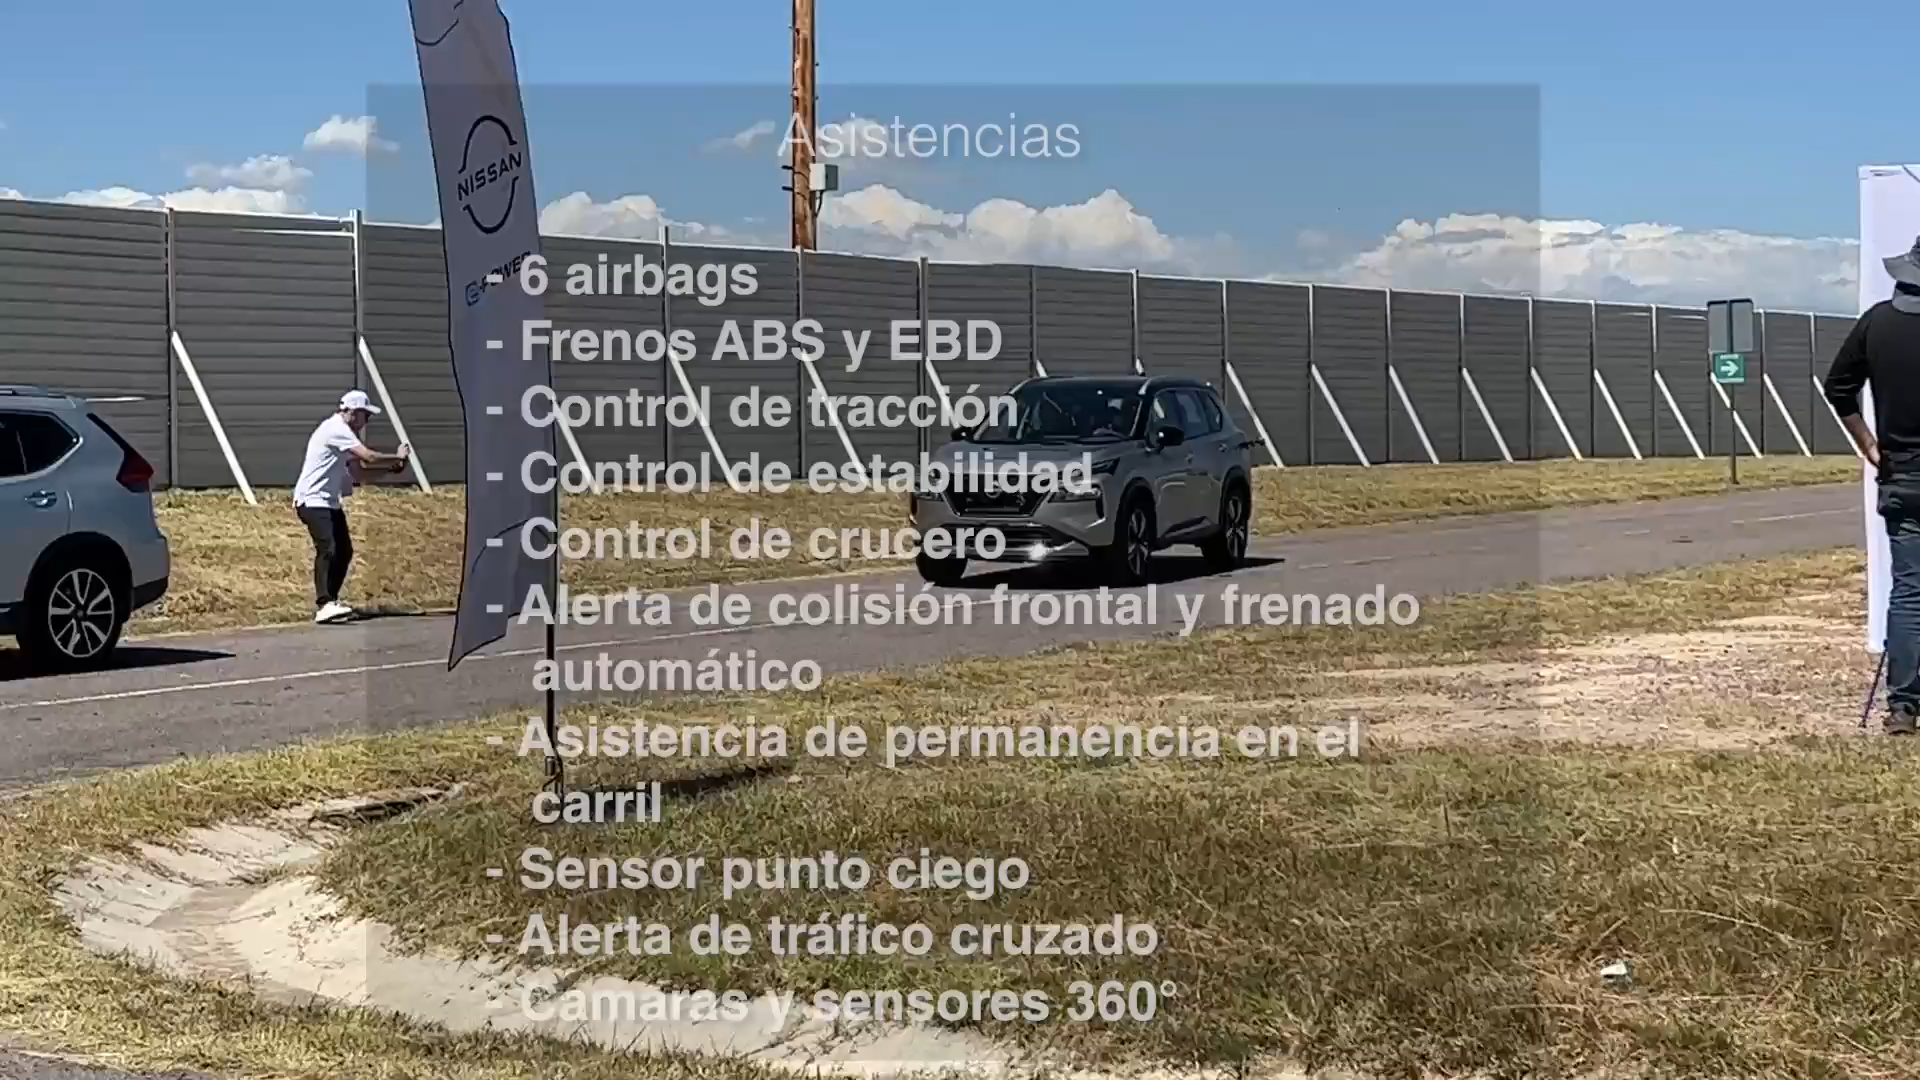 Asistencias
NISSAN
e-POWER
- 6 airbags
- Frenos ABS y EBD
- Control de tracción
- Control de estabilidad
- Control de crucero
- Alerta de colisión frontal y frenado
automático
- Asistencia de permanencia en el
carril
- Sensor punto ciego
- Alerta de tráfico cruzado
- Camaras y sensores 360°